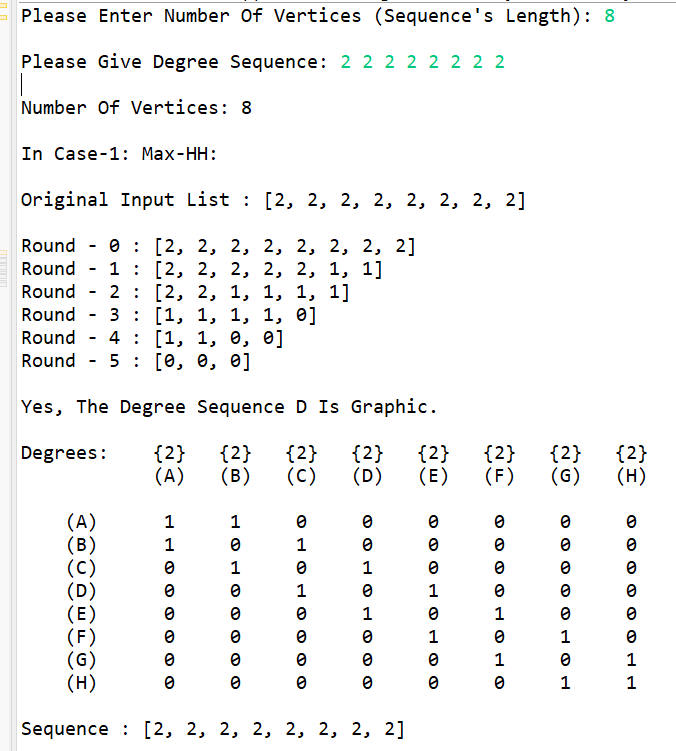 Please Enter Number Of Vertices (Sequence's Length): 8
Please Give Degree Sequence: 2 2 2 2 2 2 2 2
Number Of Vertices: 8
In Case-1: Max-HH:
Original Input List : [2, 2, 2, 2, 2, 2, 2, 2]
Round - 0 : [2, 2, 2, 2, 2, 2, 2, 2]
Round - 1 : [2, 2, 2, 2, 2, 1, 1]
Round - 2 : [2, 2, 1, 1, 1, 1]
Round - 3 : [1, 1, 1, 1, 0]
Round - 4 : [1, 1, 0, 0]
Round - 5 : [0, 0, 0]
Yes, The Degree Sequence D Is Graphic.
Degrees: {2} {2} {2} {2} {2} {2} {2} {2}
(A) (B) (C) (D) (E) (F) (G) (H)
(A) 1 1 0 0 0 0 0 0
(B) 1 0 1 0 0 0 0 0
(C) 0 1 0 1 0 0 0 0
(D) 0 0 1 0 1 0 0 0
(E) 0 0 0 1 0 1 0 0
(F) 0 0 0 0 1 0 1 0
(G) 0 0 0 0 0 1 0 1
(H) 0 0 0 0 0 0 1 1
Sequence : [2, 2, 2, 2, 2, 2, 2, 2]